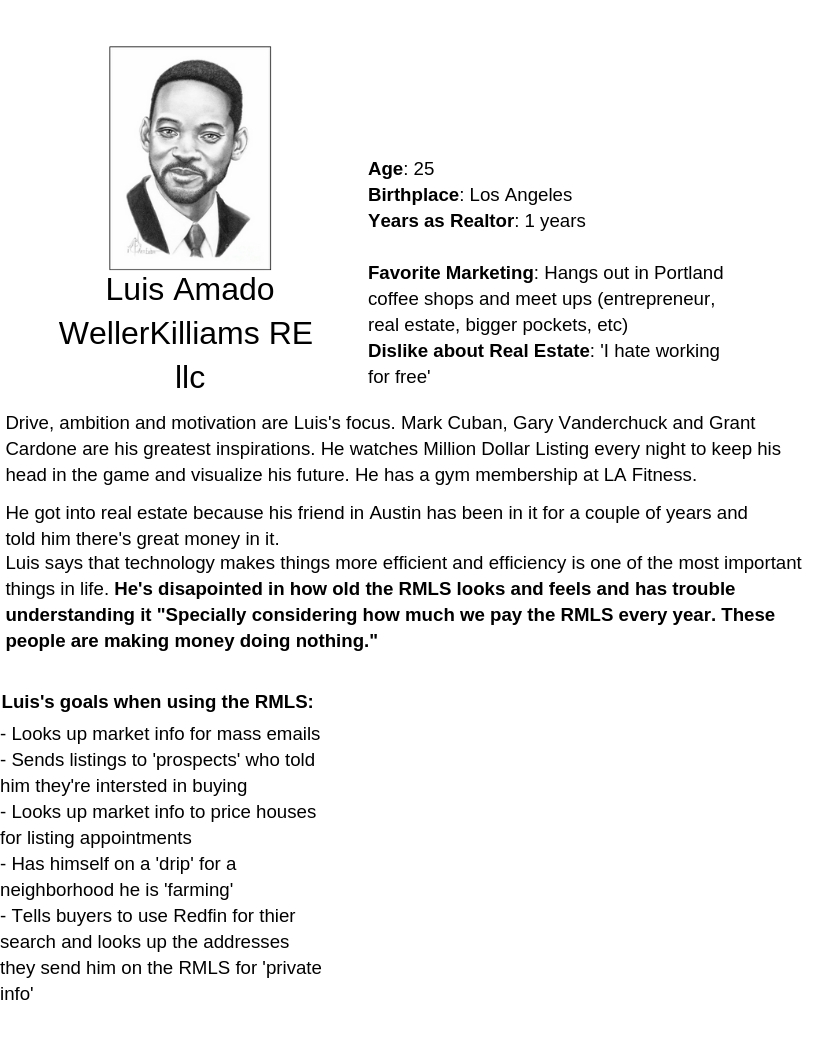 Luis Amado
WellerKilliams RE
llc
Age: 25
Birthplace: Los Angeles
Years as Realtor: 1 years
Favorite Marketing: Hangs out in Portland
coffee shops and meet ups (entrepreneur,
real estate, bigger pockets, etc)
Dislike about Real Estate: 'I hate working
for free'
Drive, ambition and motivation are Luis's focus. Mark Cuban, Gary Vanderchuck and Grant
Cardone are his greatest inspirations. He watches Million Dollar Listing every night to keep his
head in the game and visualize his future. He has a gym membership at LA Fitness.
He got into real estate because his friend in Austin has been in it for a couple of years and
told him there's great money in it.
Luis says that technology makes things more efficient and efficiency is one of the most important
things in life. He's disapointed in how old the RMLS looks and feels and has trouble
understanding it "Specially considering how much we pay the RMLS every year. These
people are making money doing nothing."
Luis's goals when using the RMLS:
- Looks up market info for mass emails
- Sends listings to 'prospects' who told
him they're intersted in buying
- Looks up market info to price houses
for listing appointments
- Has himself on a 'drip' for a
neighborhood he is 'farming'
- Tells buyers to use Redfin for thier
search and looks up the addresses
they send him on the RMLS for 'private
info'